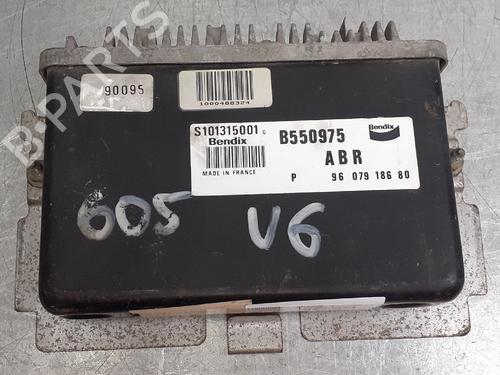 90095
1000488324
S101315001 G
Bendix
MADE IN FRANCE
B550975
Bendix
ABR
P 96 079 186 80
605 V6
B-PARTS